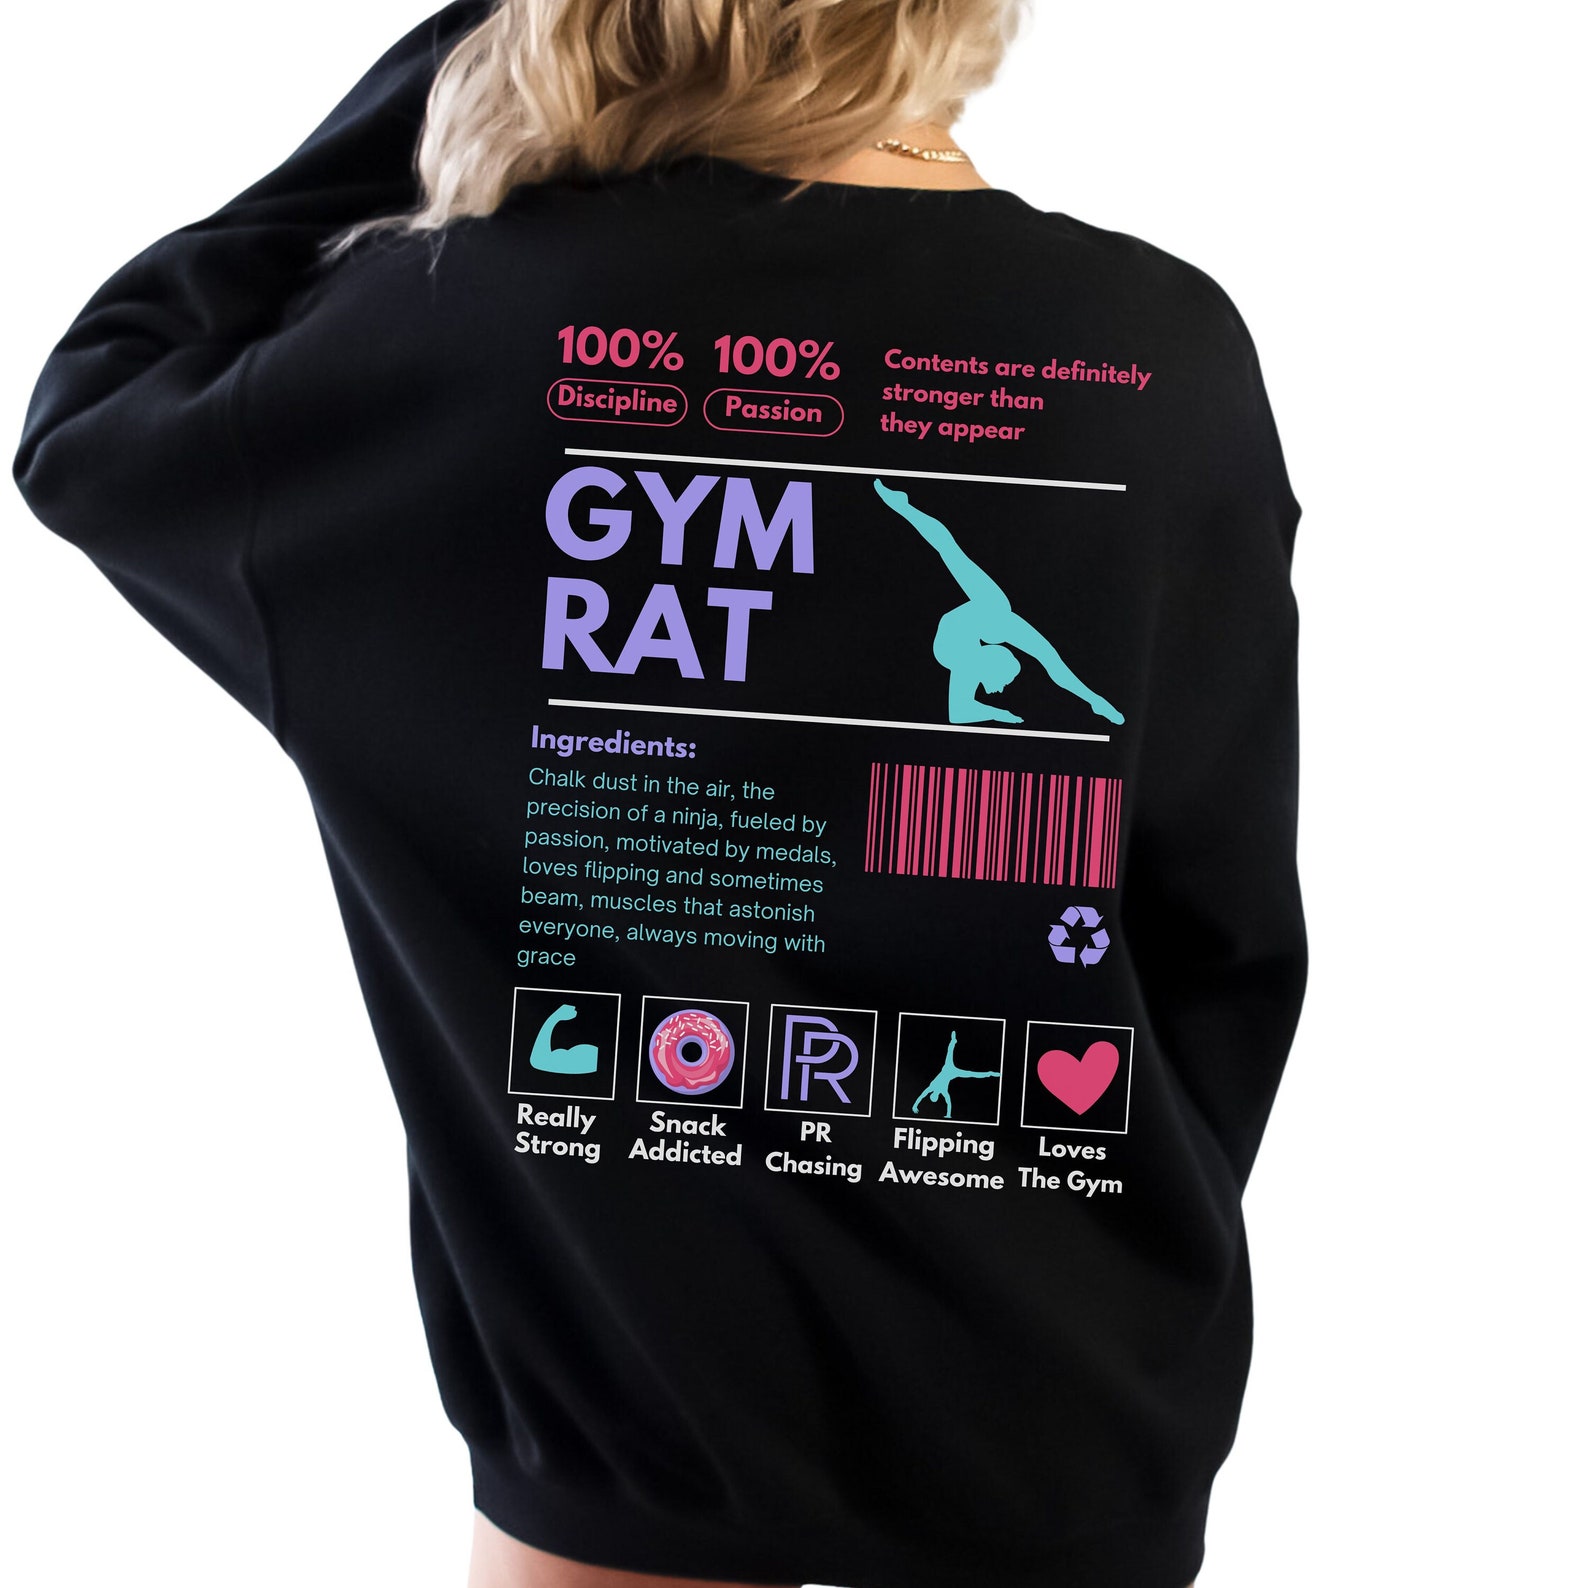 100% 100%
Discipline Passion
Contents are definitely
stronger than
they appear
GYM
RAT
Ingredients:
Chalk dust in the air, the
precision of a ninja, fueled by
passion, motivated by medals,
loves flipping and sometimes
beam, muscles that astonish
everyone, always moving with
grace
PR
Really
Strong
Snack
Addicted
PR
Chasing
Flipping
Awesome
Loves
The Gym